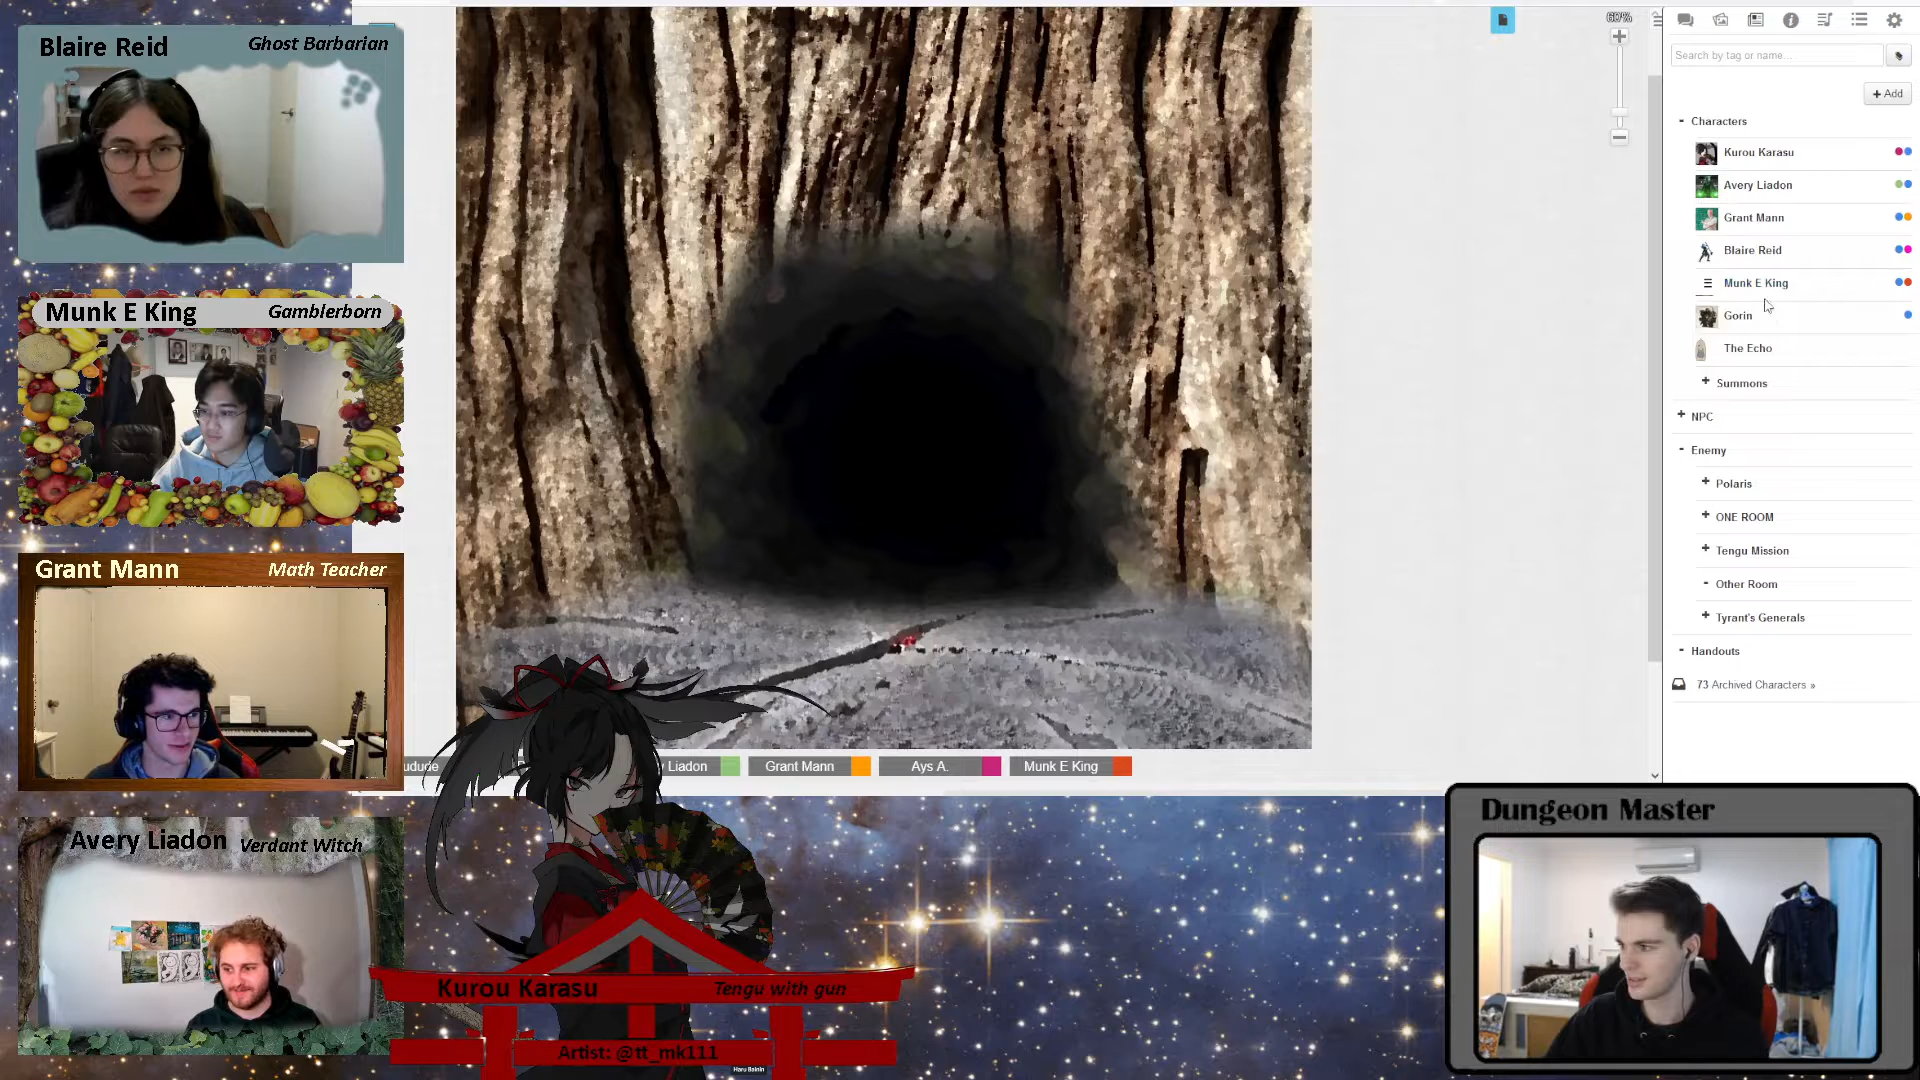 Blaire Reid
Ghost Barbarian
Munk E King
Gamblerborn
Grant Mann
Math Teacher
Avery Liadon
Verdant Witch
Kurou Karasu
Tengu with gun
Artist: @tt_mk111
Haru Bainin
y Liadon
Grant Mann
Ays A.
Munk E King
60%
Search by tag or name...
+ Add
- Characters
Kurou Karasu
Avery Liadon
Grant Mann
Blaire Reid
Munk E King
Gorin
The Echo
+ Summons
+ NPC
- Enemy
+ Polaris
+ ONE ROOM
+ Tengu Mission
- Other Room
+ Tyrant's Generals
- Handouts
73 Archived Characters »
Dungeon Master